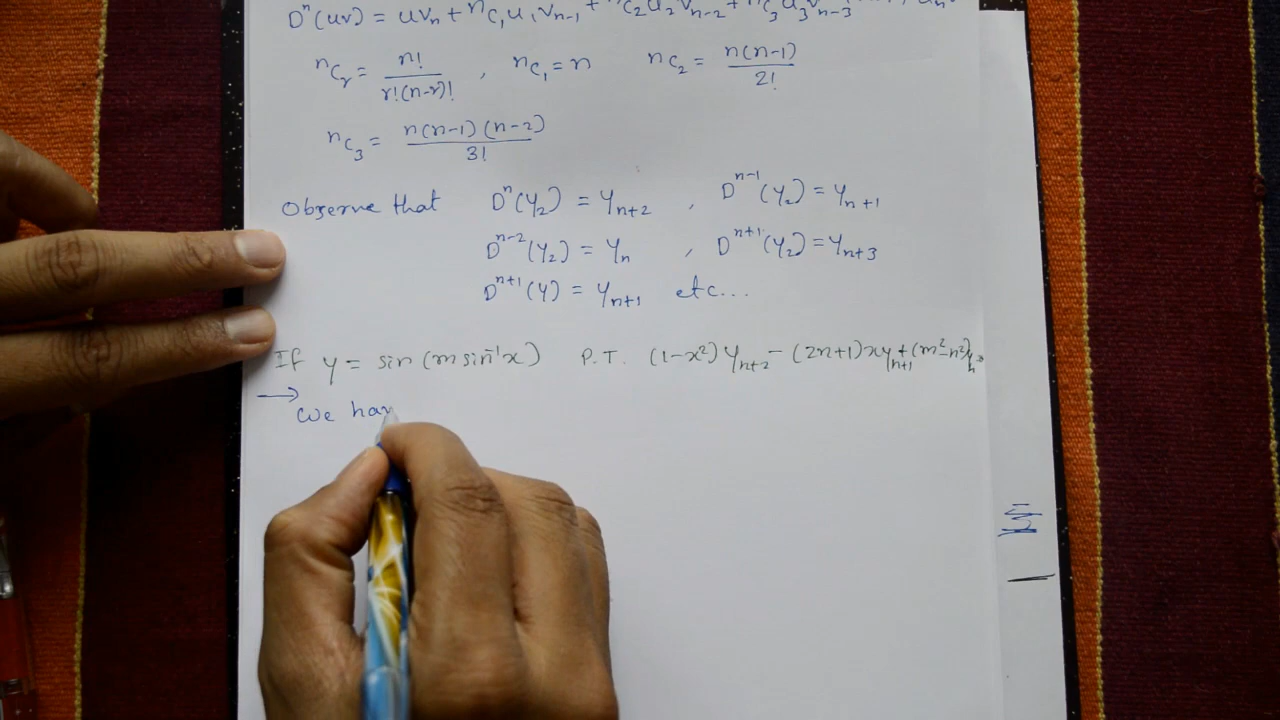 Dⁿ(uv) = uvₙ + ⁿC₁u₁vₙ₋₁ + ⁿC₂u₂vₙ₋₂ + ⁿC₃u₃vₙ₋₃
ⁿCᵣ = n!/r!(n-r)! , ⁿC₁ = n ⁿC₂ = n(n-1)/2!
ⁿC₃ = n(n-1)(n-2)/3!
Observe that Dⁿ(y₂) = yₙ₊₂ , Dⁿ⁻¹(y₂) = yₙ₊₁
Dⁿ⁻²(y₂) = yₙ , Dⁿ⁺¹(y₂) = yₙ₊₃
Dⁿ⁺¹(y) = yₙ₊₁ etc...
If y = sin(m sin⁻¹x) P.T. (1-x²)yₙ₊₂ - (2n+1)xyₙ₊₁ + (m²-n²)yₙ =
→ We hav